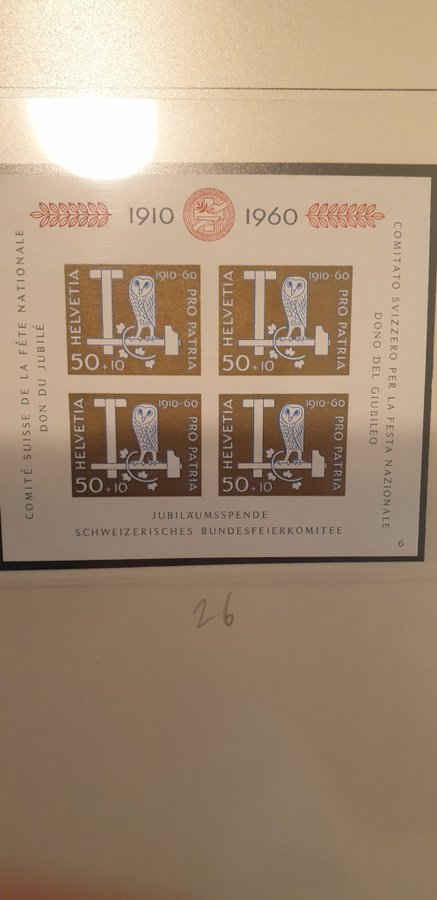 1910 1960
COMITÉ SUISSE DE LA FÊTE NATIONALE
DON DU JUBILÉ
COMITATO SVIZZERO PER LA FESTA NAZIONALE
DONO DEL GIUBILEO
HELVETIA
1910-60
PRO PATRIA
50+10
HELVETIA
1910-60
PRO PATRIA
50+10
HELVETIA
1910-60
PRO PATRIA
50+10
HELVETIA
1910-60
PRO PATRIA
50+10
JUBILÄUMSSPENDE
SCHWEIZERISCHES BUNDESFEIERKOMITEE
6
26